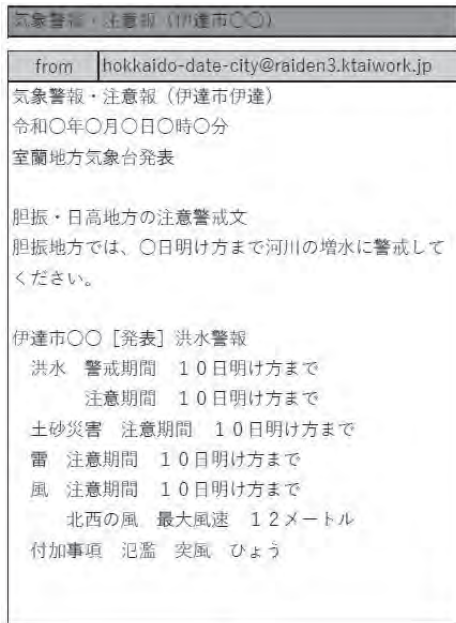 気象警報・注意報（伊達市〇〇）
from hokkaido-date-city@raiden3.ktaiwork.jp
気象警報・注意報（伊達市伊達）
令和〇年〇月〇日〇時〇分
室蘭地方気象台発表
胆振・日高地方の注意警戒文
胆振地方では、〇日明け方まで河川の増水に警戒して
ください。
伊達市〇〇［発表］洪水警報
洪水 警戒期間 １０日明け方まで
注意期間 １０日明け方まで
土砂災害 注意期間 １０日明け方まで
雷 注意期間 １０日明け方まで
風 注意期間 １０日明け方まで
北西の風 最大風速 １２メートル
付加事項 氾濫 突風 ひょう